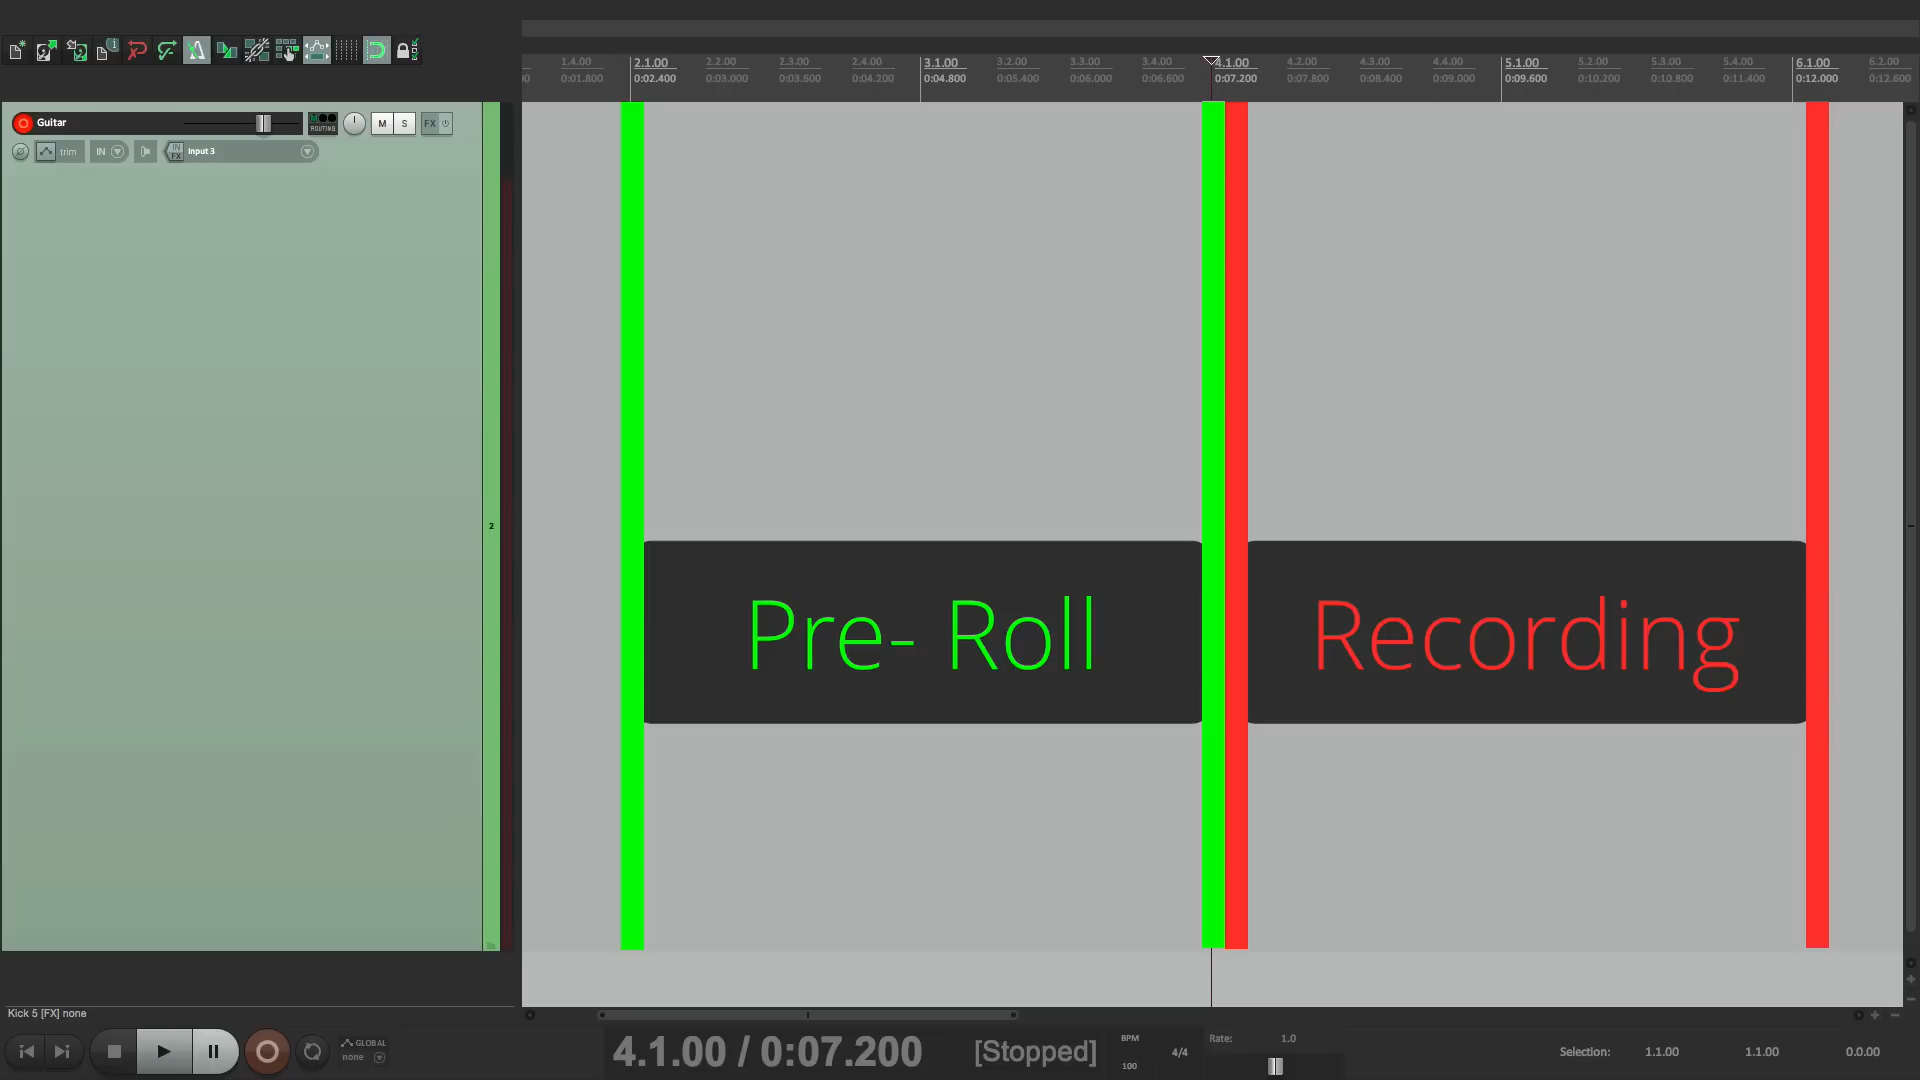 1.4.00 2.1.00 2.2.00 2.3.00 2.4.00 3.1.00 3.2.00 3.3.00 3.4.00 4.1.00 4.2.00 4.3.00 4.4.00 5.1.00 5.2.00 5.3.00 5.4.00 6.1.00 6.2.00
0:01.800 0:02.400 0:03.000 0:03.600 0:04.200 0:04.800 0:05.400 0:06.000 0:06.600 0:07.200 0:07.800 0:08.400 0:09.000 0:09.600 0:10.200 0:10.800 0:11.400 0:12.000 0:12.600
Guitar
ROUTING
M S FX
trim IN IN FX Input 3
2
Pre- Roll
Recording
Kick 5 [FX] none
GLOBAL
none
4.1.00 / 0:07.200 [Stopped]
BPM
100
4/4
Rate: 1.0
Selection: 1.1.00 1.1.00 0.0.00